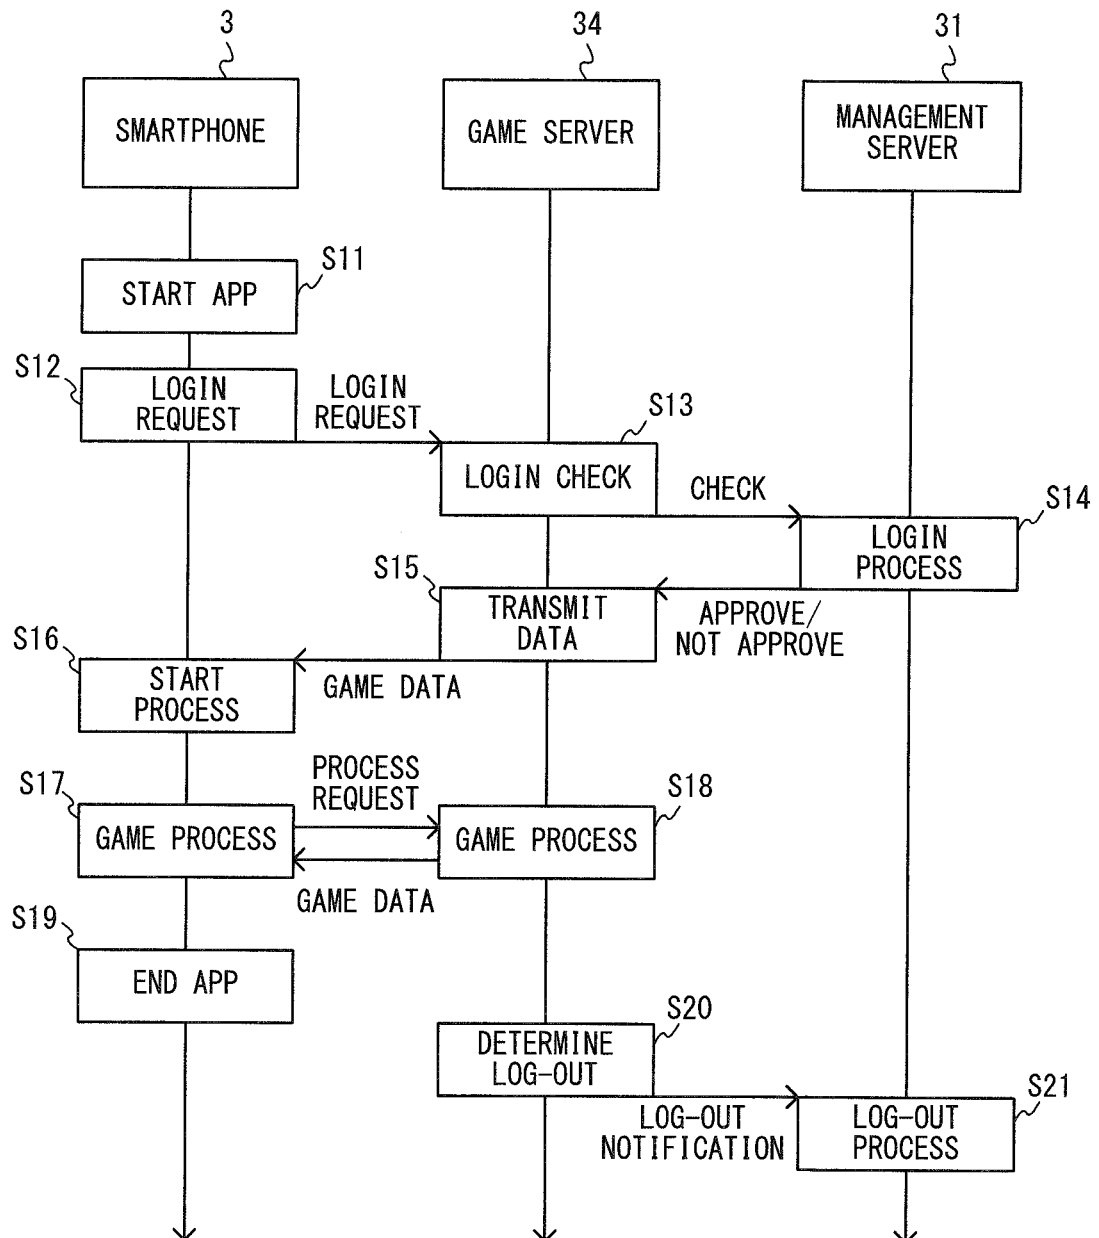 3
34
31
SMARTPHONE
GAME SERVER
MANAGEMENT
SERVER
S11
START APP
S12
LOGIN
REQUEST
LOGIN
REQUEST
S13
LOGIN CHECK
CHECK
S14
LOGIN
PROCESS
S15
TRANSMIT
DATA
APPROVE/
NOT APPROVE
S16
START
PROCESS
GAME DATA
S17
PROCESS
REQUEST
S18
GAME PROCESS
GAME PROCESS
GAME DATA
S19
END APP
S20
DETERMINE
LOG-OUT
LOG-OUT
NOTIFICATION
S21
LOG-OUT
PROCESS